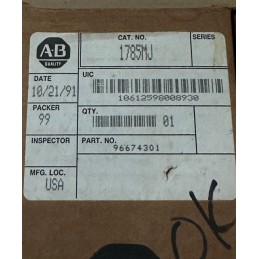 A-B
QUALITY
CAT. NO.
SERIES
1785MJ
DATE
10/21/91
UIC
10612598008930
PACKER
99
QTY.
01
INSPECTOR
PART NO.
96674301
MFG. LOC.
USA
OK